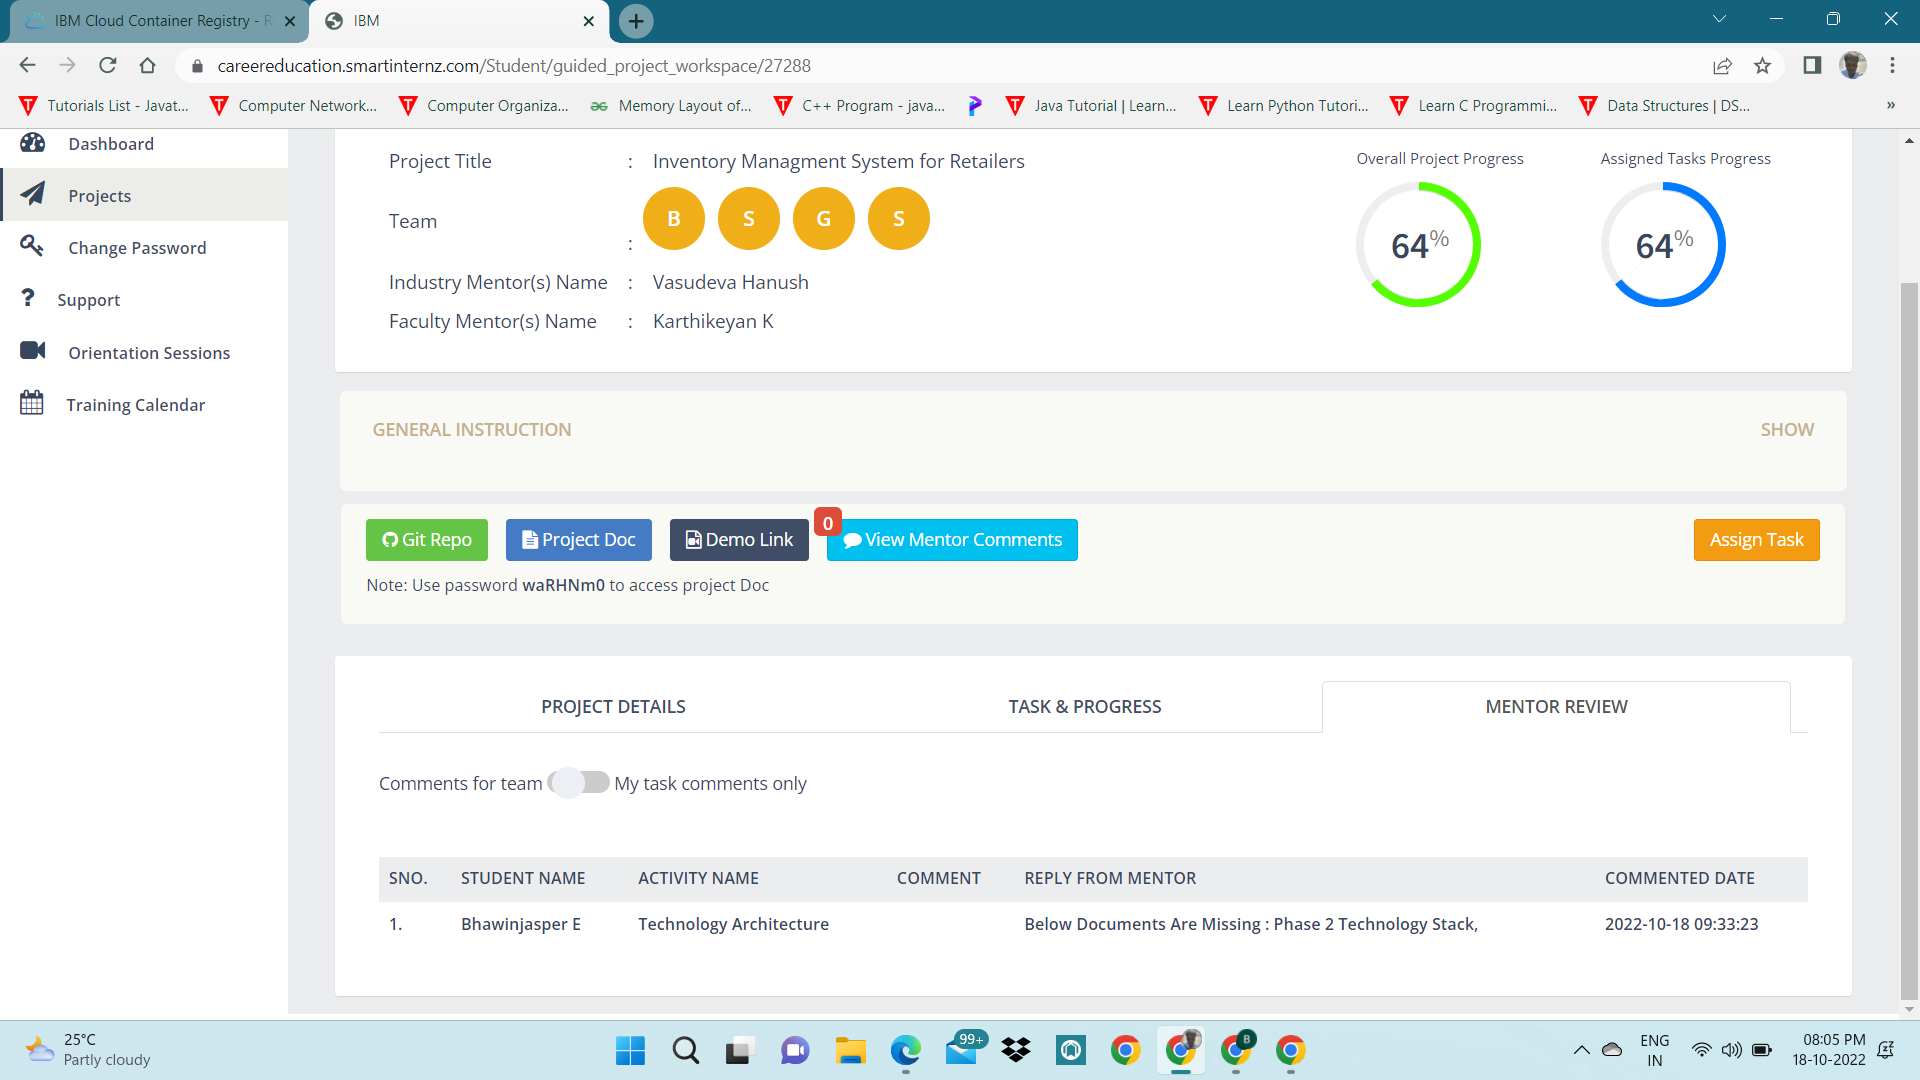 IBM Cloud Container Registry - R
IBM
careereducation.smartinternz.com/Student/guided_project_workspace/27288
Tutorials List - Javat...
Computer Network...
Computer Organiza...
Memory Layout of...
C++ Program - java...
Java Tutorial | Learn...
Learn Python Tutori...
Learn C Programmi...
Data Structures | DS...
»
Dashboard
Projects
Change Password
Support
Orientation Sessions
Training Calendar
Project Title : Inventory Managment System for Retailers
Team : B S G S
Industry Mentor(s) Name : Vasudeva Hanush
Faculty Mentor(s) Name : Karthikeyan K
Overall Project Progress
64%
Assigned Tasks Progress
64%
GENERAL INSTRUCTION
SHOW
Git Repo
Project Doc
Demo Link
0
View Mentor Comments
Assign Task
Note: Use password waRHNm0 to access project Doc
PROJECT DETAILS
TASK & PROGRESS
MENTOR REVIEW
Comments for team
My task comments only
SNO. STUDENT NAME ACTIVITY NAME COMMENT REPLY FROM MENTOR COMMENTED DATE
1. Bhawinjasper E Technology Architecture Below Documents Are Missing : Phase 2 Technology Stack, 2022-10-18 09:33:23
25°C
Partly cloudy
99+
B
ENG
IN
08:05 PM
18-10-2022